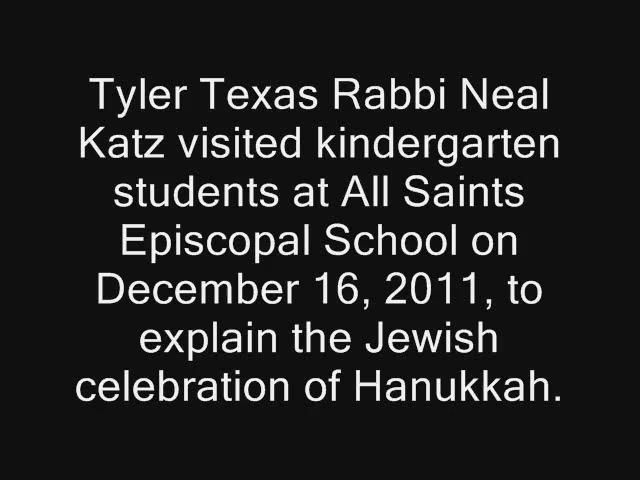 Tyler Texas Rabbi Neal
Katz visited kindergarten
students at All Saints
Episcopal School on
December 16, 2011, to
explain the Jewish
celebration of Hanukkah.